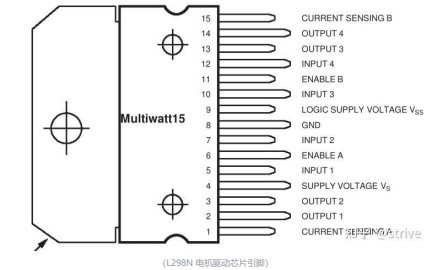 15 CURRENT SENSING B
14 OUTPUT 4
13 OUTPUT 3
12 INPUT 4
11 ENABLE B
10 INPUT 3
Multiwatt15
9 LOGIC SUPPLY VOLTAGE VSS
8 GND
7 INPUT 2
6 ENABLE A
5 INPUT 1
4 SUPPLY VOLTAGE VS
3 OUTPUT 2
2 OUTPUT 1
1 CURRENT SENSING A
知乎 @strive
(L298N 电机驱动芯片引脚)